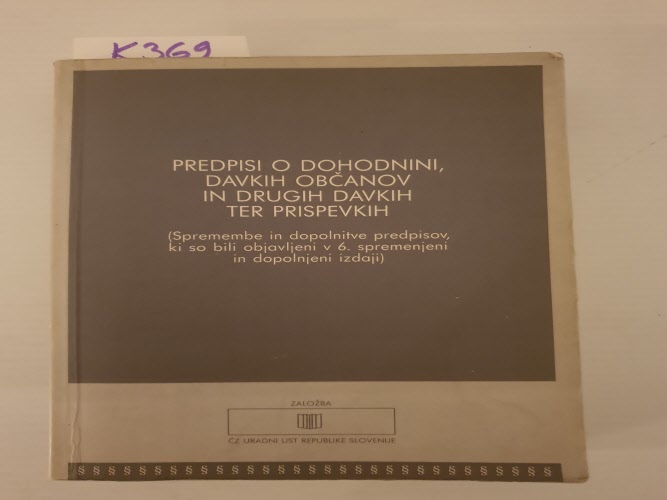 K369
PREDPISI O DOHODNINI,
DAVKIH OBČANOV
IN DRUGIH DAVKIH
TER PRISPEVKIH
(Spremembe in dopolnitve predpisov,
ki so bili objavljeni v 6. spremenjeni
in dopolnjeni izdaji)
ZALOŽBA
ČZ URADNI LIST REPUBLIKE SLOVENIJE
§ § § § § § § § § § § § § § § § § § § § § § § § § § § § § §